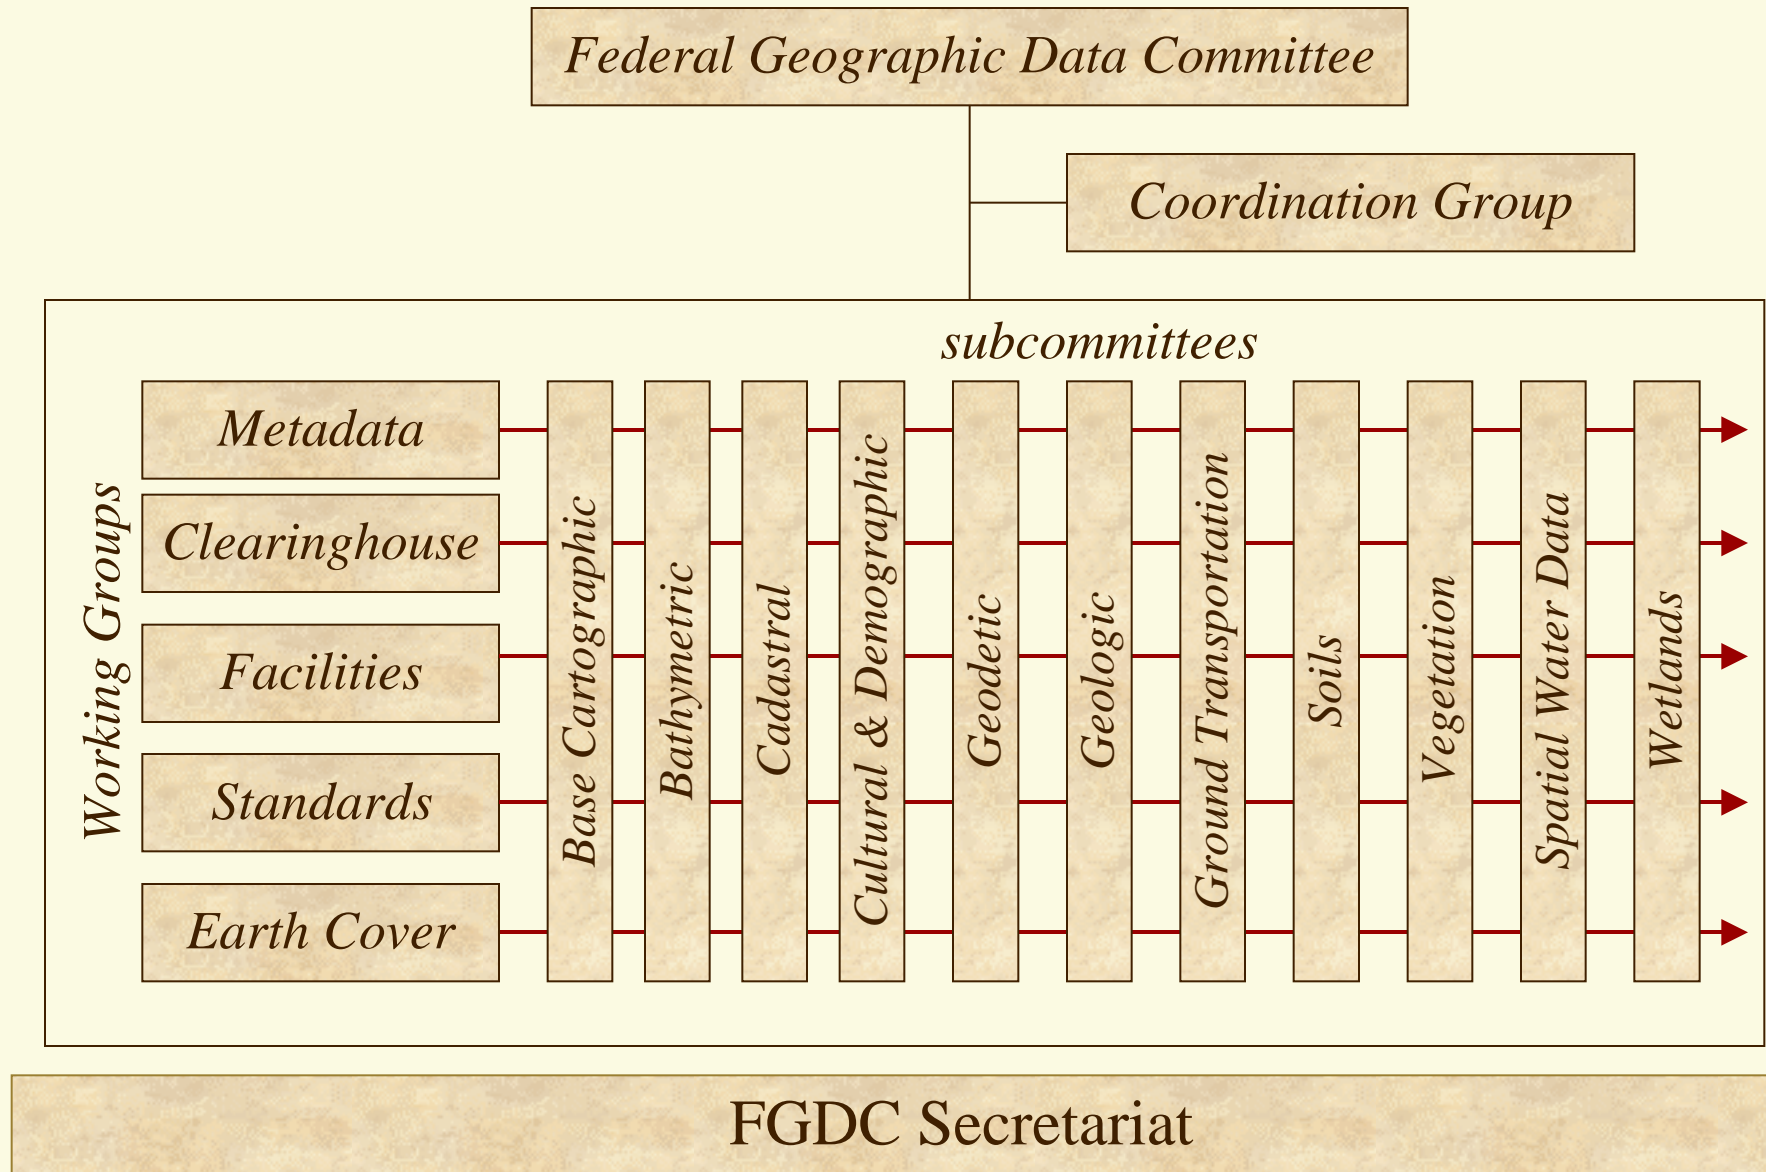 Federal Geographic Data Committee
Coordination Group
subcommittees
Working Groups
Metadata
Clearinghouse
Facilities
Standards
Earth Cover
Base Cartographic
Bathymetric
Cadastral
Cultural & Demographic
Geodetic
Geologic
Ground Transportation
Soils
Vegetation
Spatial Water Data
Wetlands
FGDC Secretariat